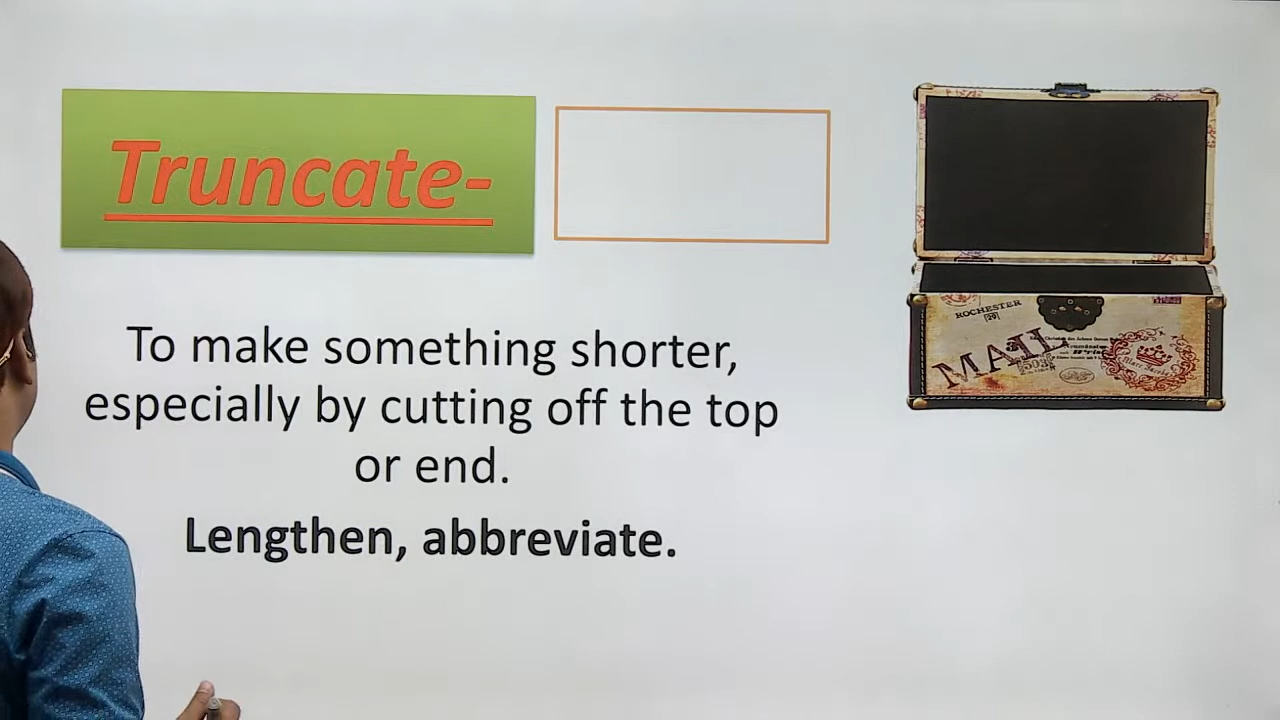 Truncate-
To make something shorter,
especially by cutting off the top
or end.
Lengthen, abbreviate.
ROCHESTER
MAIL